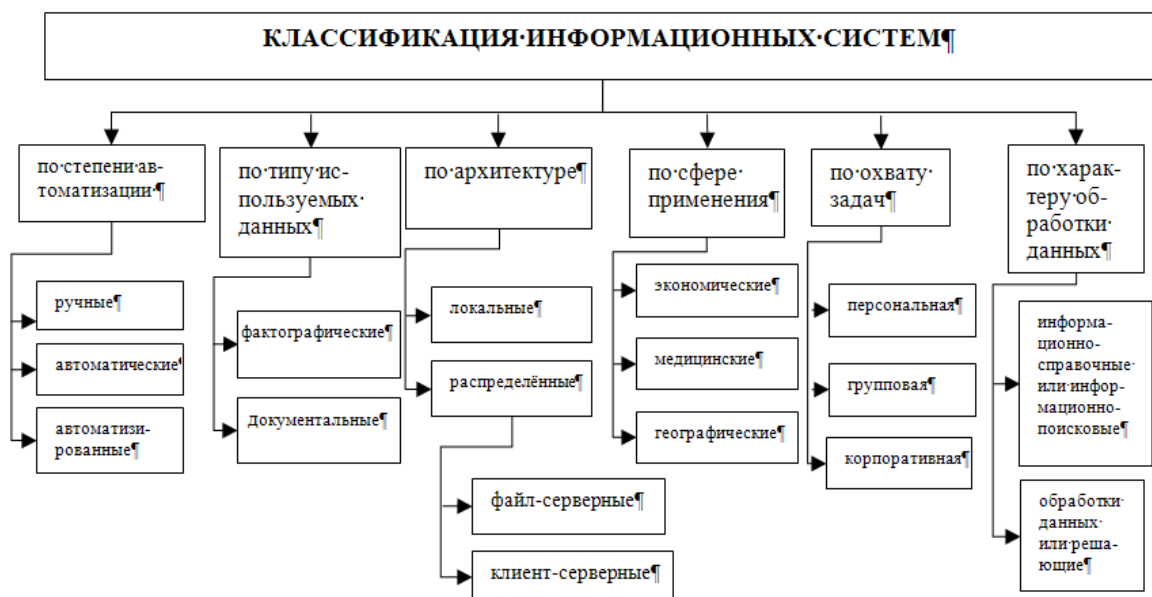 КЛАССИФИКАЦИЯ·ИНФОРМАЦИОННЫХ·СИСТЕМ¶
по·степени·ав-
томатизации·¶
ручные¶
автоматические¶
автоматизи-
рованные¶
по·типу·ис-
пользуемых·
данных¶
фактографические¶
документальные¶
по·архитектуре¶
локальные¶
распределённые¶
файл-серверные¶
клиент-серверные¶
по·сфере·
применения¶
экономические¶
медицинские¶
географические¶
по·охвату·
задач¶
персональная¶
групповая¶
корпоративная¶
по·харак-
теру·об-
работки·
данных¶
информа-
ционно-
справочные·
или·инфор-
мационно-
поисковые¶
обработки·
данных·
или·реша-
ющие¶